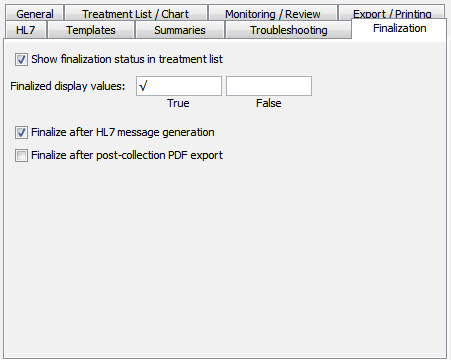 General Treatment List / Chart Monitoring / Review Export / Printing
HL7 Templates Summaries Troubleshooting Finalization
Show finalization status in treatment list
Finalized display values: √
True False
Finalize after HL7 message generation
Finalize after post-collection PDF export